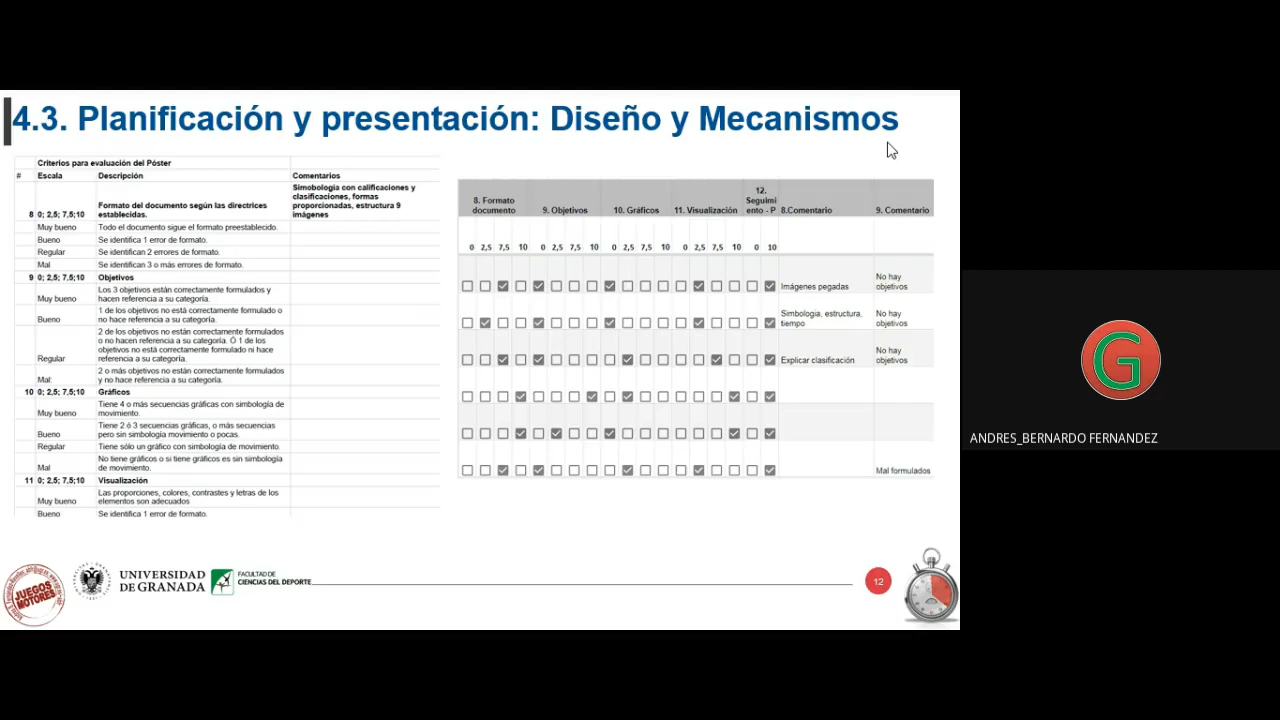 4.3. Planificación y presentación: Diseño y Mecanismos
Criterios para evaluación del Póster
# Escala Descripción Comentarios
8 0; 2,5; 7,5;10 Formato del documento según las directrices establecidas. Simobologia con calificaciones y clasificaciones, formas proporcionadas, estructura 9 imágenes
Muy bueno Todo el documento sigue el formato preestablecido.
Bueno Se identifica 1 error de formato.
Regular Se identifican 2 errores de formato.
Mal Se identifican 3 o más errores de formato.
9 0; 2,5; 7,5;10 Objetivos
Muy bueno Los 3 objetivos están correctamente formulados y hacen referencia a su categoría.
Bueno 1 de los objetivos no está correctamente formulado o no hace referencia a su categoría.
Regular 2 de los objetivos no están correctamente formulados o no hacen referencia a su categoría. Ó 1 de los objetivos no está correctamente formulado ni hace referencia a su categoría.
Mal: 2 o más objetivos no están correctamente formulados y no hace referencia a su categoría.
10 0; 2,5; 7,5;10 Gráficos
Muy bueno Tiene 4 o más secuencias gráficas con simbología de movimiento.
Bueno Tiene 2 ó 3 secuencias gráficas, o más secuencias pero sin simbología movimiento o pocas.
Regular Tiene sólo un gráfico con simbología de movimiento.
Mal No tiene gráficos o si tiene gráficos es sin simbología de movimiento.
11 0; 2,5; 7,5;10 Visualización
Muy bueno Las proporciones, colores, contrastes y letras de los elementos son adecuados
Bueno Se identifica 1 error de formato.
8. Formato documento 9. Objetivos 10. Gráficos 11. Visualización 12. Seguimi ento - P 8.Comentario 9. Comentario
0 2,5 7,5 10 0 2,5 7,5 10 0 2,5 7,5 10 0 2,5 7,5 10 0 10
Imágenes pegadas No hay objetivos
Simbologia, estructura, tiempo No hay objetivos
Explicar clasificación No hay objetivos
Mal formulados
JUEGOS MOTORES
UNIVERSIDAD DE GRANADA
FACULTAD DE
CIENCIAS DEL DEPORTE
12
G
ANDRES_BERNARDO FERNANDEZ